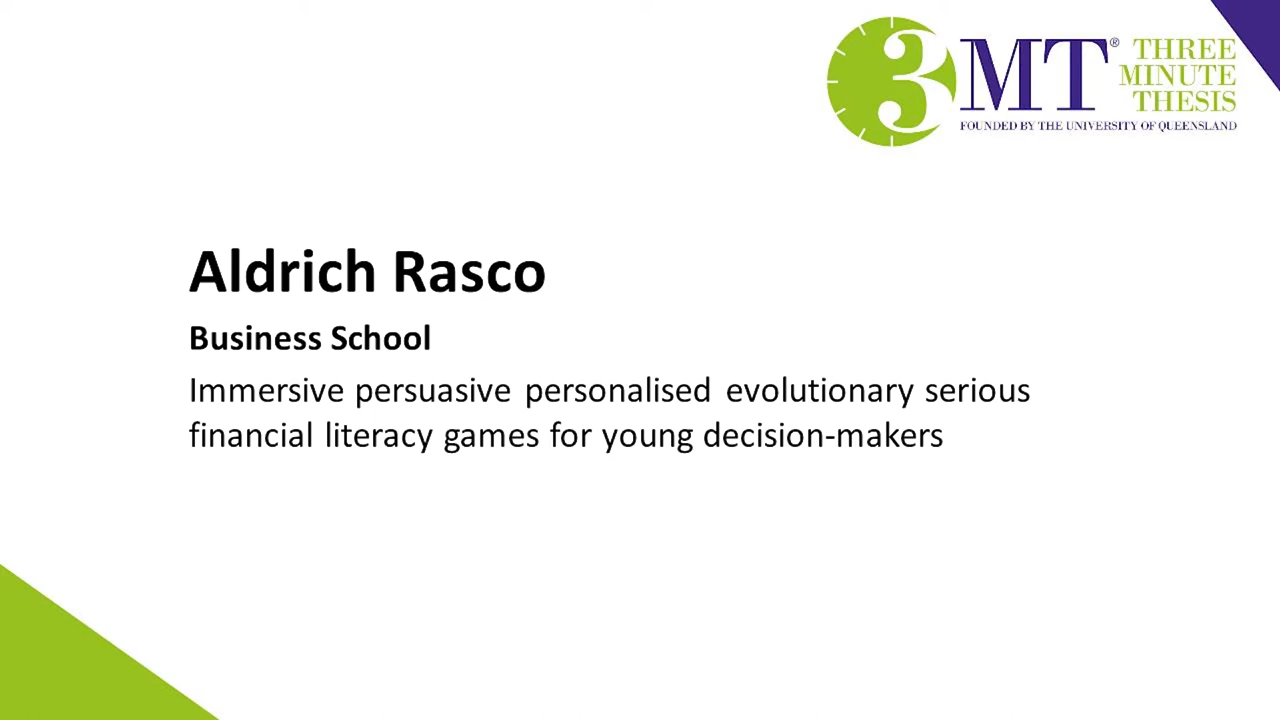 3MT® THREE
MINUTE
THESIS
FOUNDED BY THE UNIVERSITY OF QUEENSLAND
Aldrich Rasco
Business School
Immersive persuasive personalised evolutionary serious
financial literacy games for young decision-makers